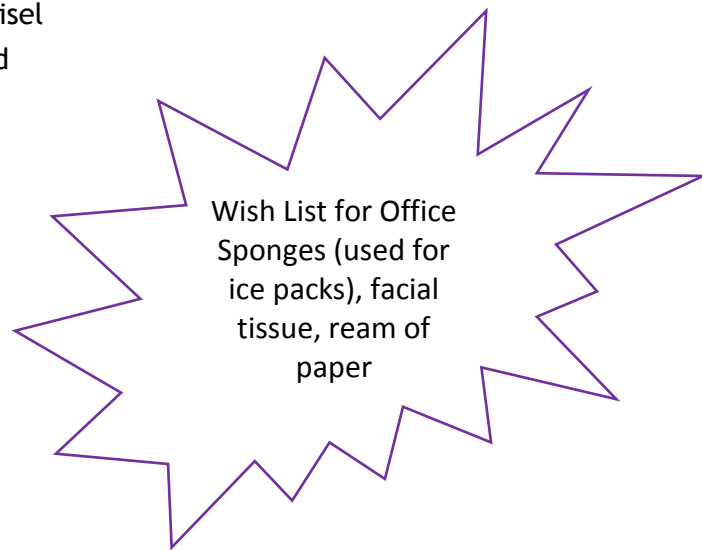 Wish List for Office
Sponges (used for
ice packs), facial
tissue, ream of
paper